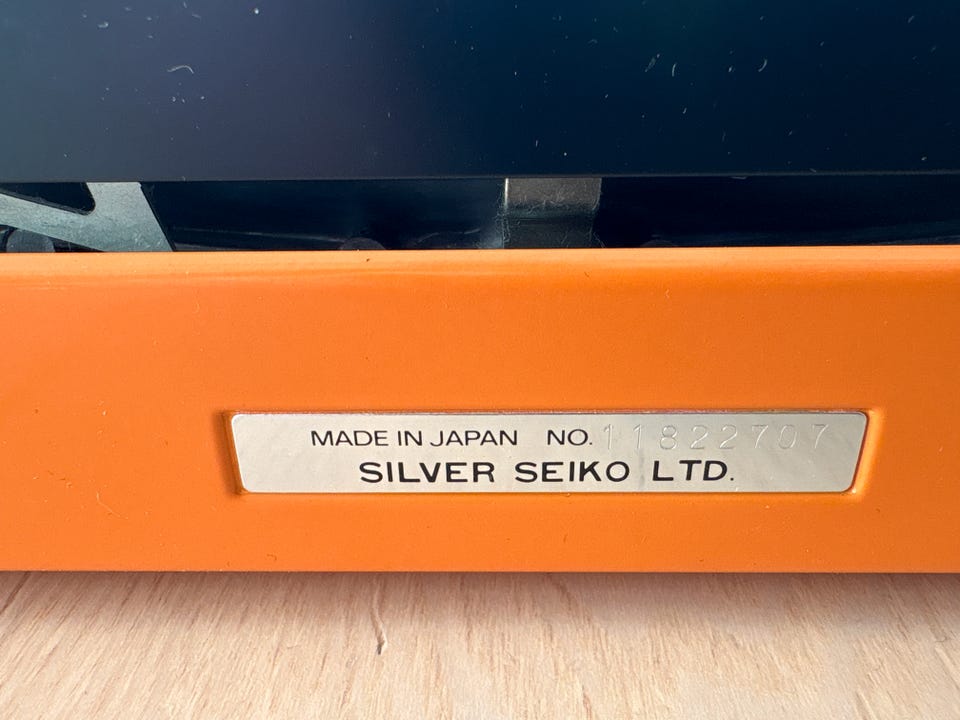 MADE IN JAPAN NO. 11822707
SILVER SEIKO LTD.